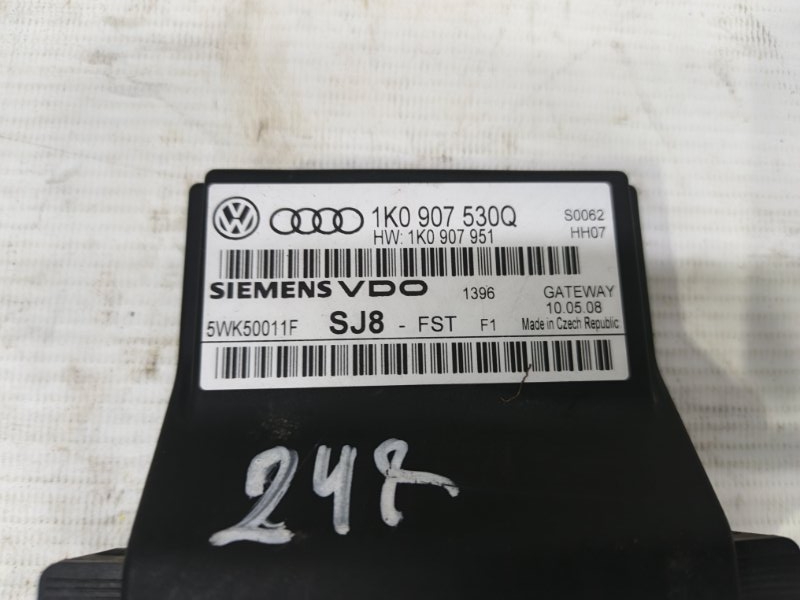 1K0 907 530Q S0062
HW: 1K0 907 951 HH07
SIEMENS VDO 1396 GATEWAY
10.05.08
5WK50011F SJ8 - FST F1 Made in Czech Republic